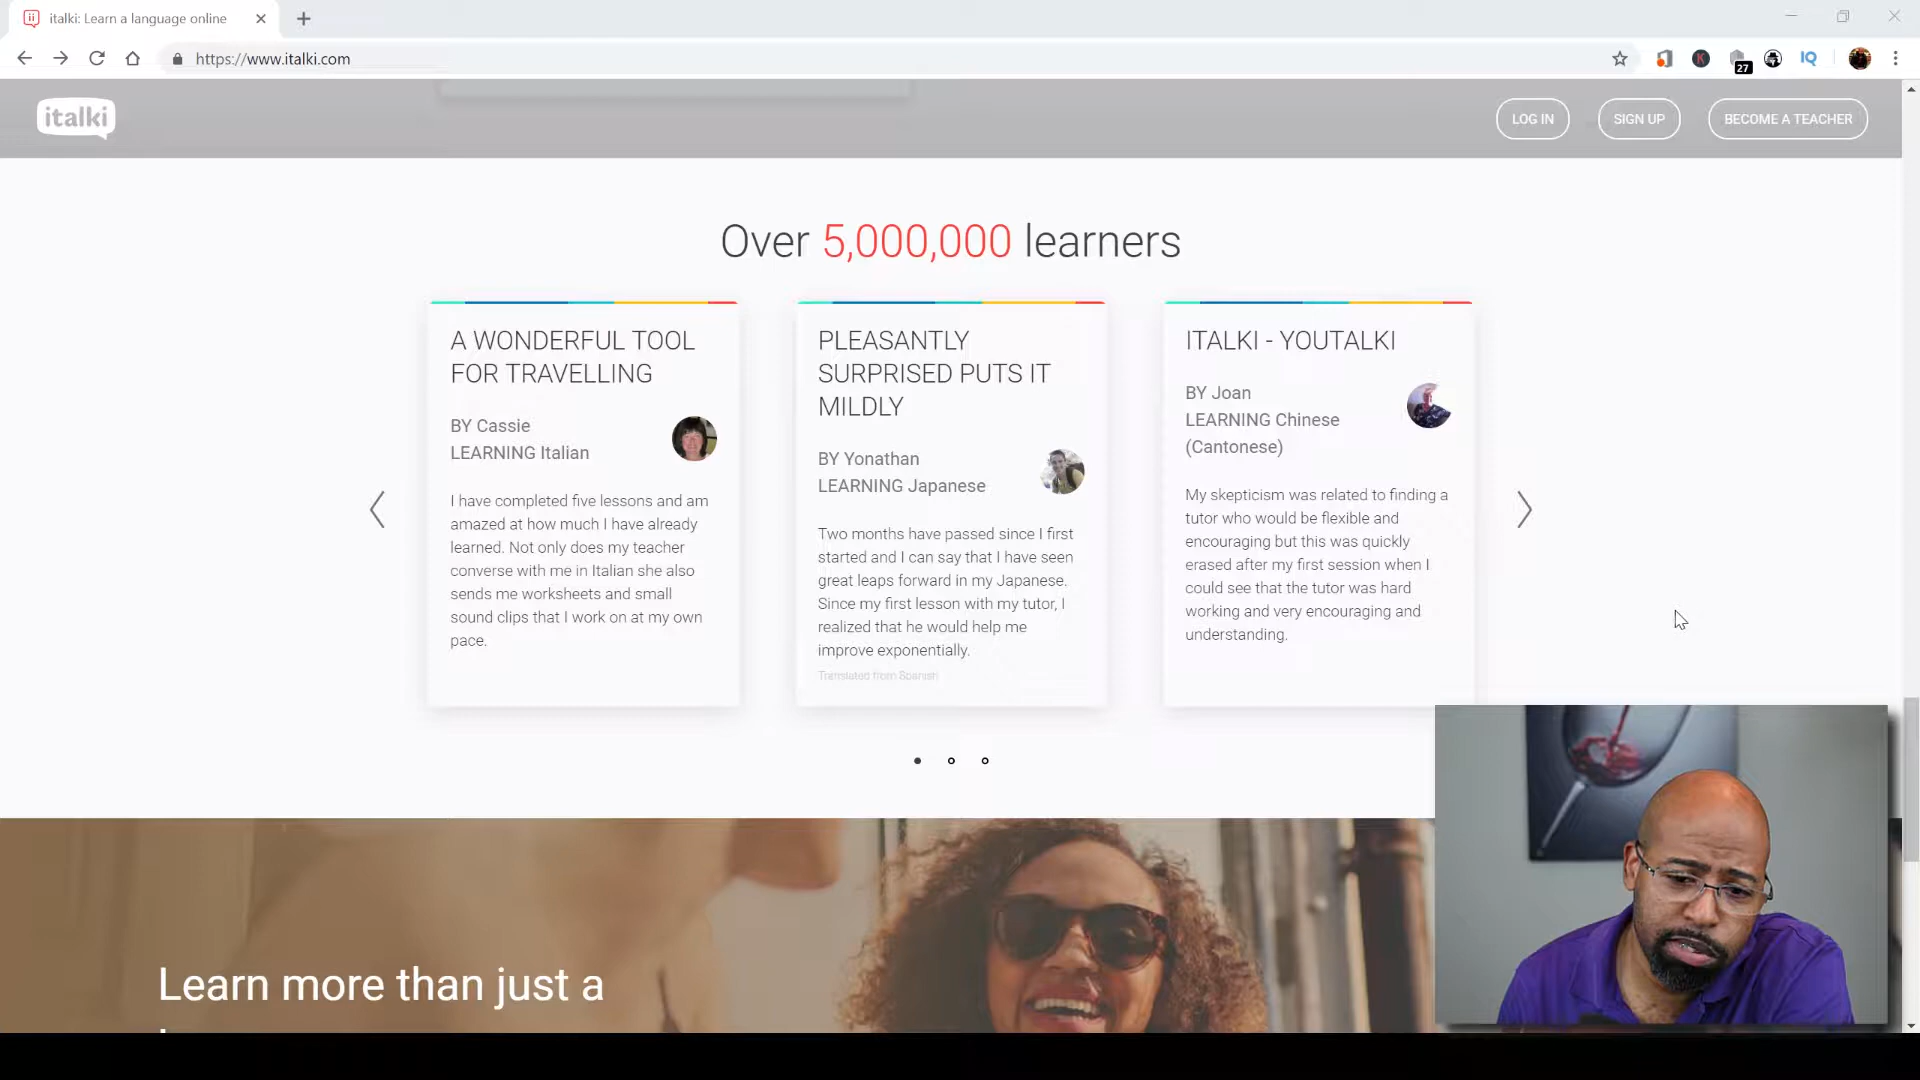 italki: Learn a language online
https://www.italki.com
K
27
IQ
italki
LOG IN
SIGN UP
BECOME A TEACHER
Over 5,000,000 learners
A WONDERFUL TOOL
FOR TRAVELLING
BY Cassie
LEARNING Italian
I have completed five lessons and am
amazed at how much I have already
learned. Not only does my teacher
converse with me in Italian she also
sends me worksheets and small
sound clips that I work on at my own
pace.
PLEASANTLY
SURPRISED PUTS IT
MILDLY
BY Yonathan
LEARNING Japanese
Two months have passed since I first
started and I can say that I have seen
great leaps forward in my Japanese.
Since my first lesson with my tutor, I
realized that he would help me
improve exponentially.
Translated from Spanish
ITALKI - YOUTALKI
BY Joan
LEARNING Chinese
(Cantonese)
My skepticism was related to finding a
tutor who would be flexible and
encouraging but this was quickly
erased after my first session when I
could see that the tutor was hard
working and very encouraging and
understanding.
Learn more than just a